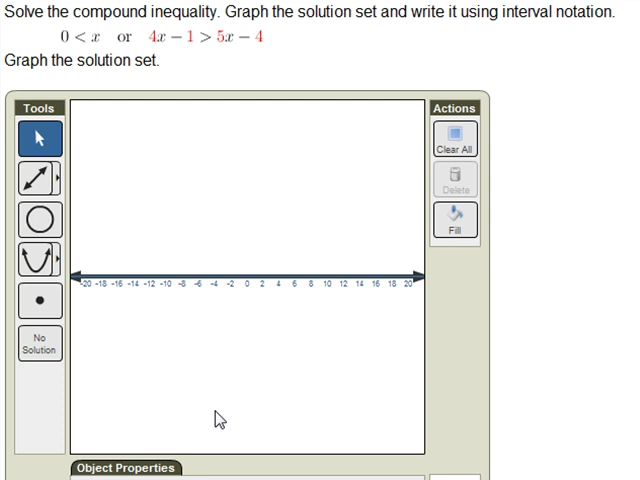 Solve the compound inequality. Graph the solution set and write it using interval notation.
0 < x or 4x − 1 > 5x − 4
Graph the solution set.
Tools
Actions
Clear All
Delete
Fill
-20 -18 -16 -14 -12 -10 -8 -6 -4 -2 0 2 4 6 8 10 12 14 16 18 20
No
Solution
Object Properties